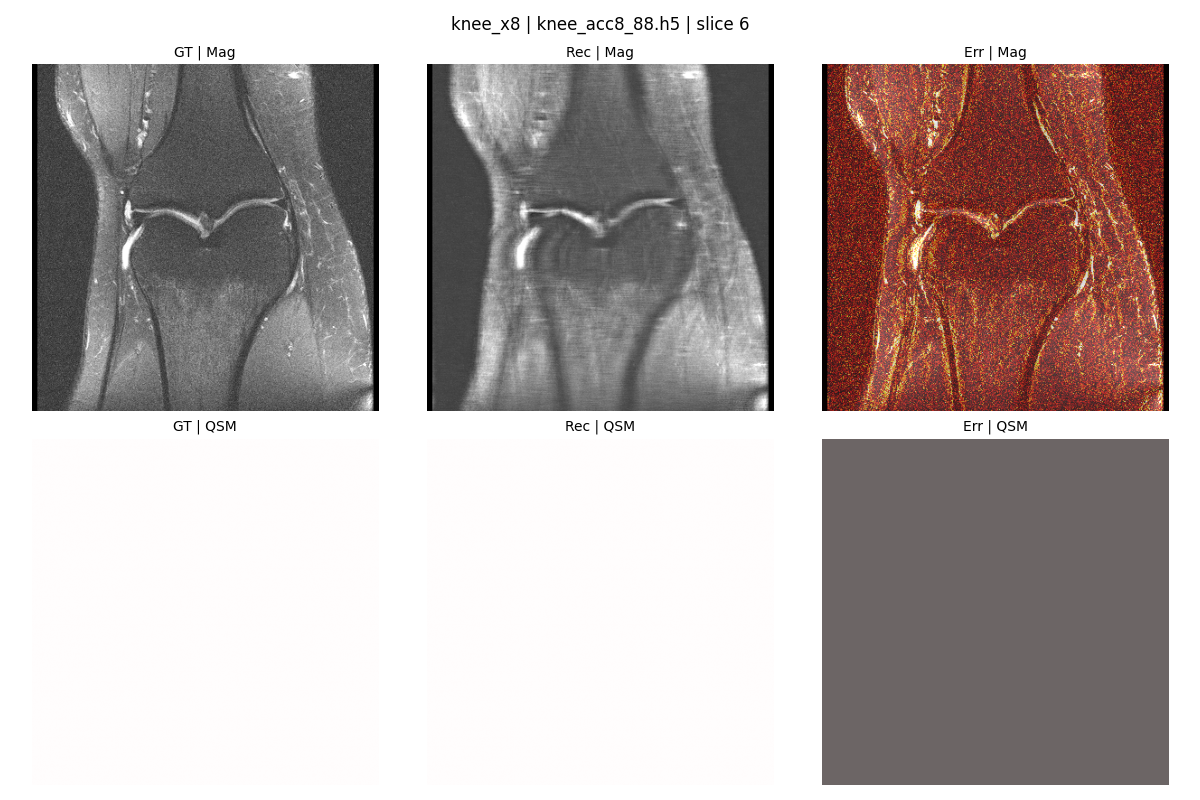 knee_x8 | knee_acc8_88.h5 | slice 6
GT | Mag
Rec | Mag
Err | Mag
GT | QSM
Rec | QSM
Err | QSM